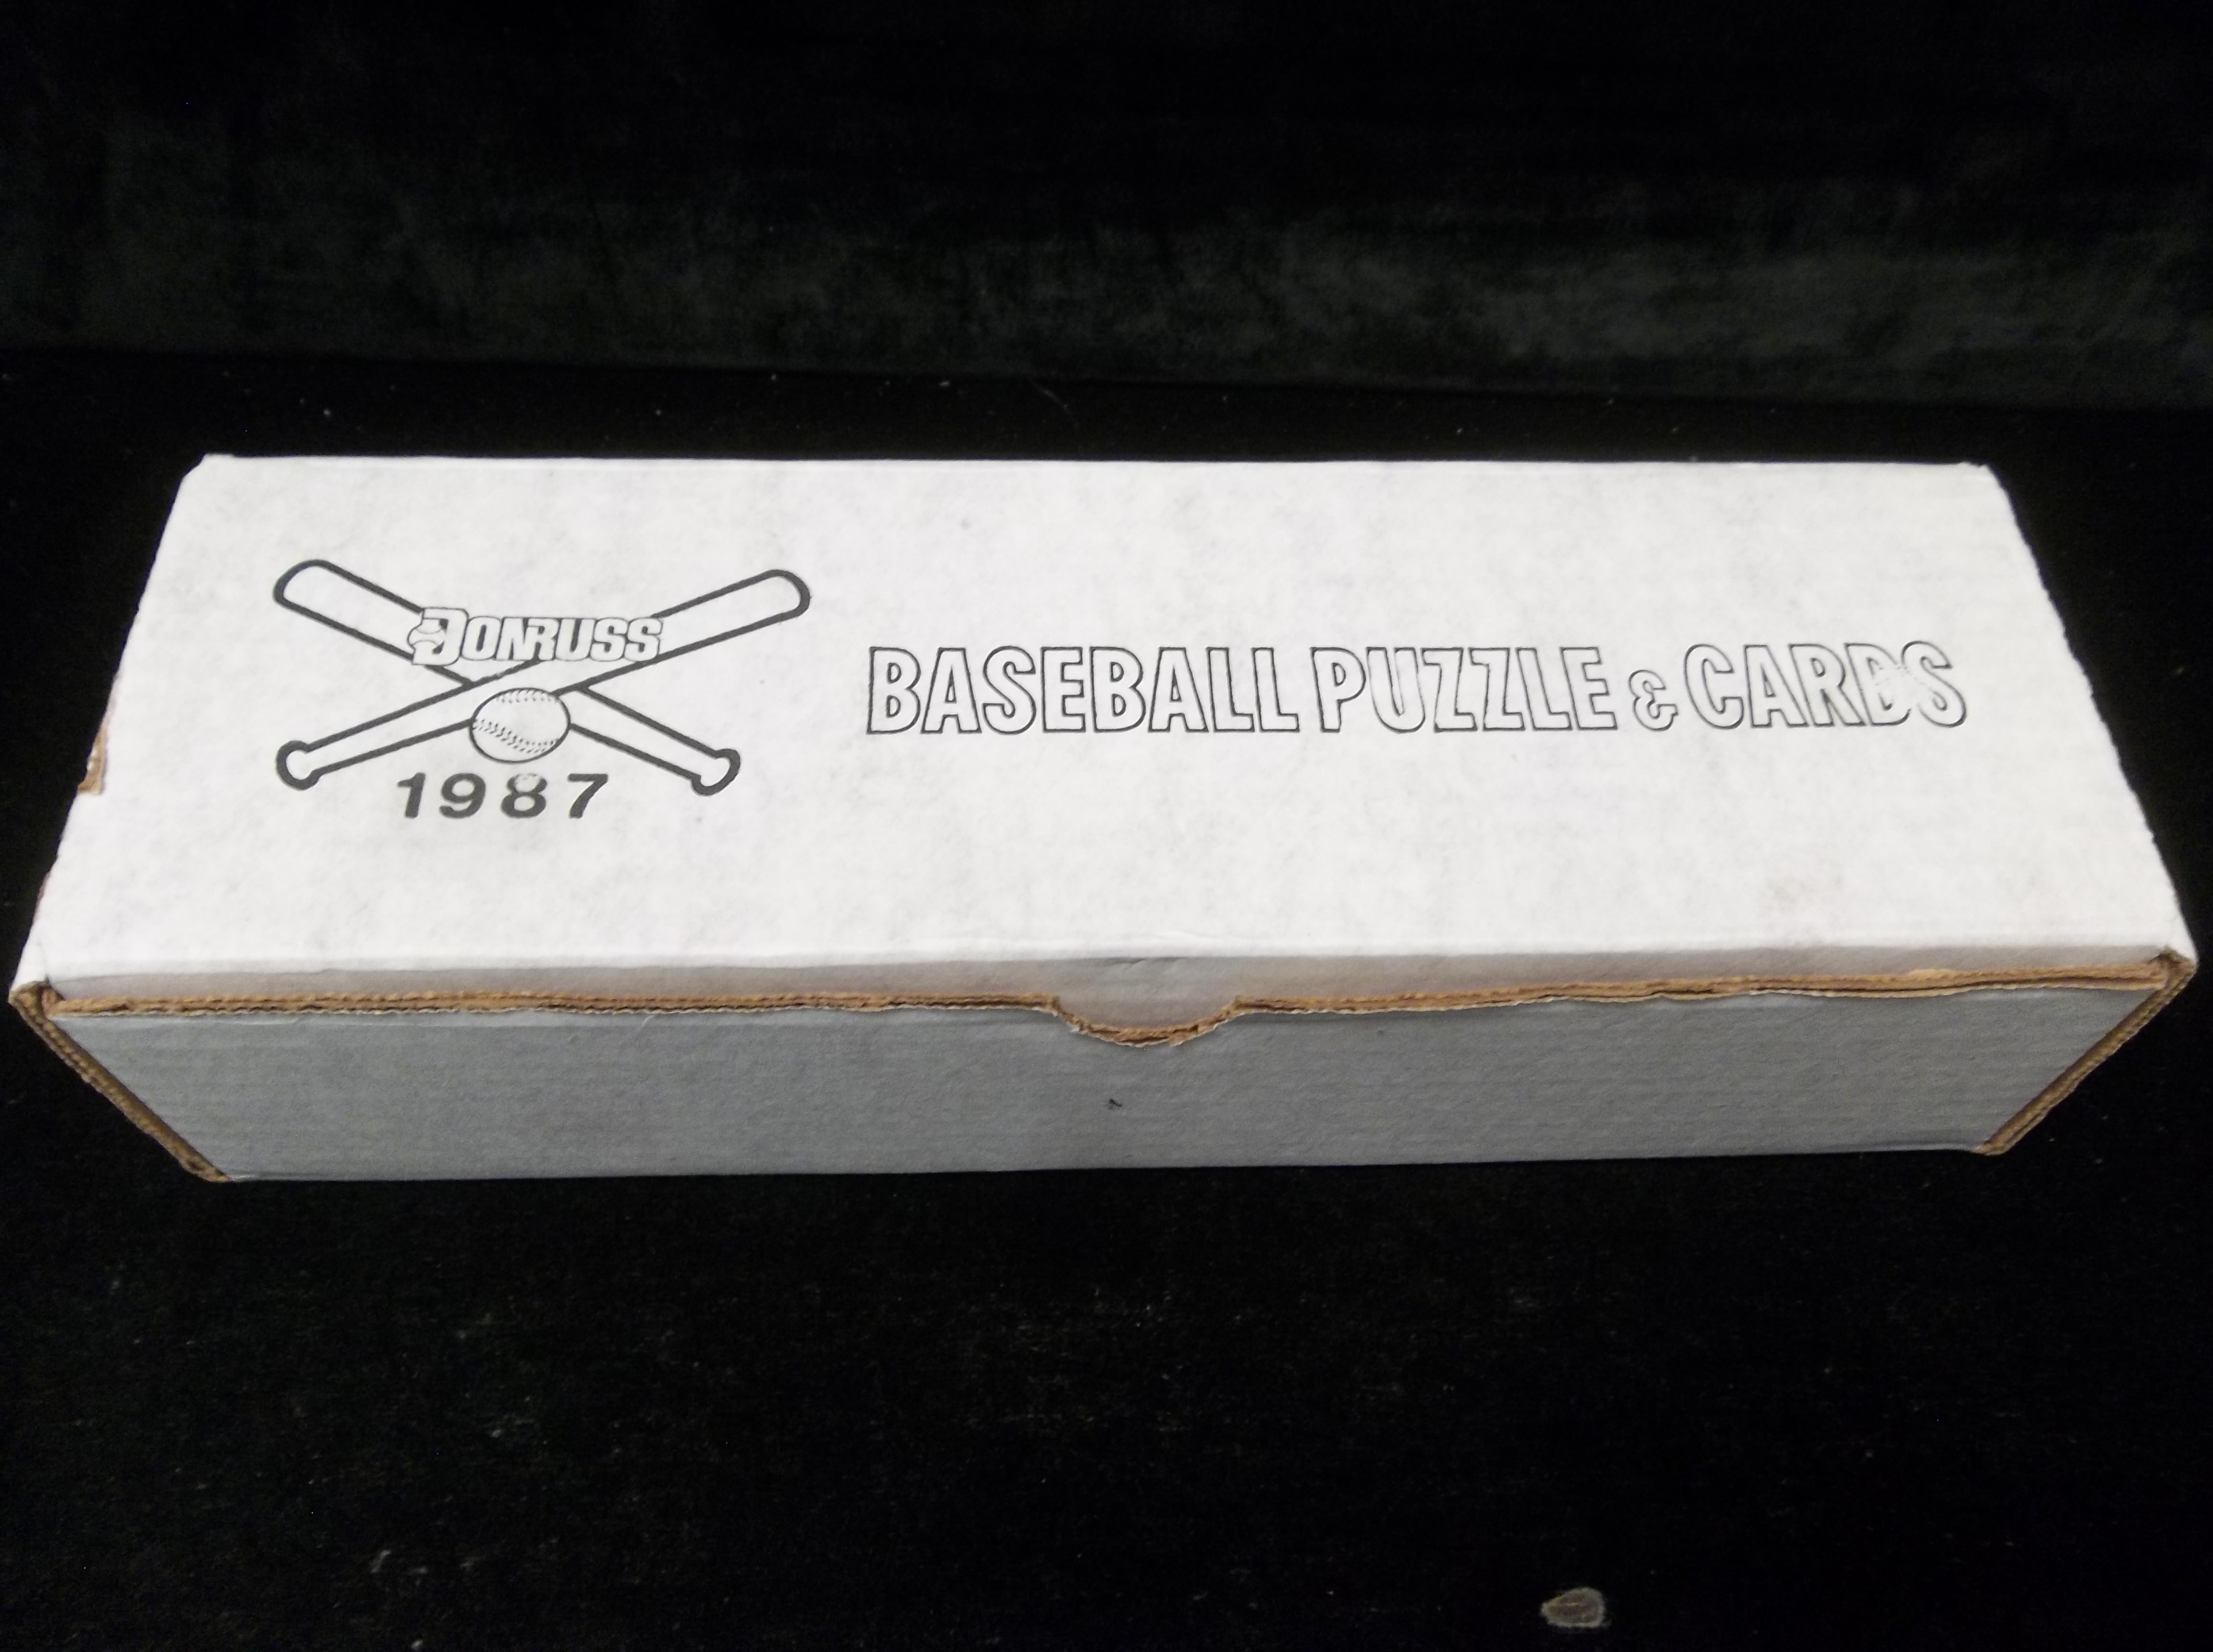 DONRUSS
1987
BASEBALL PUZZLE & CARDS